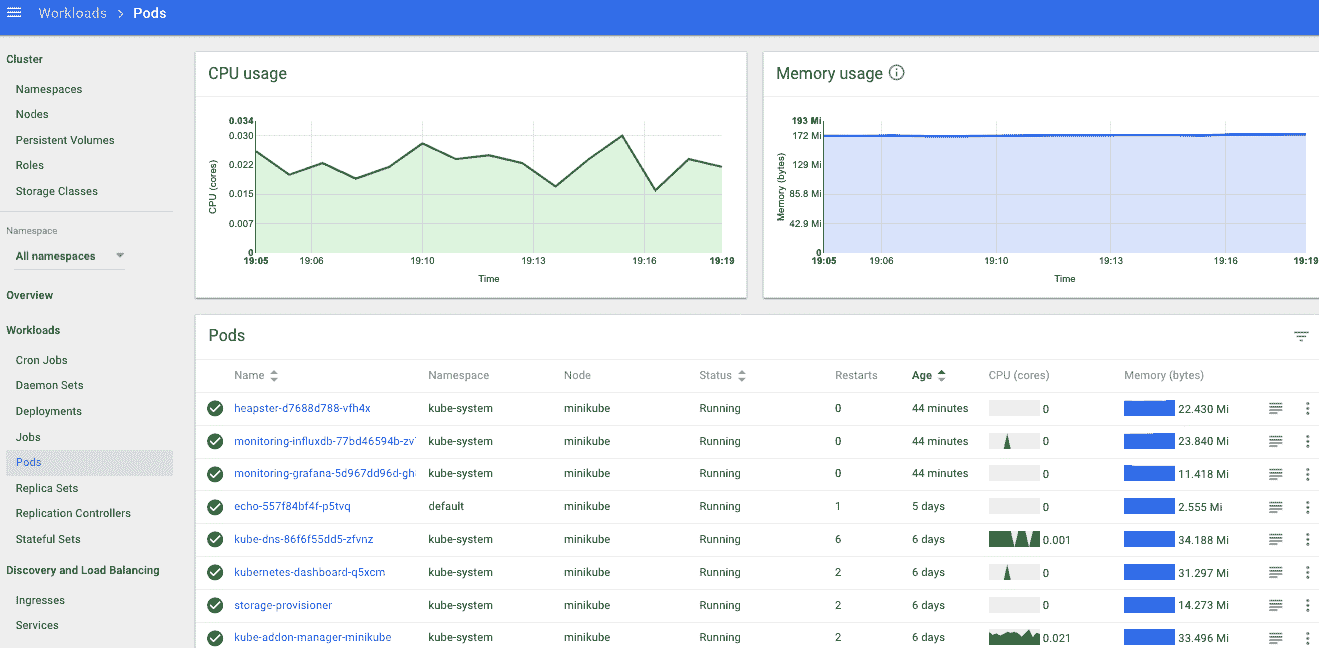 Workloads > Pods
Cluster
Namespaces
Nodes
Persistent Volumes
Roles
Storage Classes
Namespace
All namespaces
Overview
Workloads
Cron Jobs
Daemon Sets
Deployments
Jobs
Pods
Replica Sets
Replication Controllers
Stateful Sets
Discovery and Load Balancing
Ingresses
Services
CPU usage
CPU (cores)
0.034
0.030
0.022
0.015
0.007
0
19:05 19:06 19:10 19:13 19:16 19:19
Time
Memory usage
Memory (bytes)
193 Mi
172 Mi
129 Mi
85.8 Mi
42.9 Mi
0
19:05 19:06 19:10 19:13 19:16 19:19
Time
Pods
Name Namespace Node Status Restarts Age CPU (cores) Memory (bytes)
heapster-d7688d788-vfh4x kube-system minikube Running 0 44 minutes 0 22.430 Mi
monitoring-influxdb-77bd46594b-zv kube-system minikube Running 0 44 minutes 0 23.840 Mi
monitoring-grafana-5d967dd96d-gh kube-system minikube Running 0 44 minutes 0 11.418 Mi
echo-557f84bf4f-p5tvq default minikube Running 1 5 days 0 2.555 Mi
kube-dns-86f6f55dd5-zfvnz kube-system minikube Running 6 6 days 0.001 34.188 Mi
kubernetes-dashboard-q5xcm kube-system minikube Running 2 6 days 0 31.297 Mi
storage-provisioner kube-system minikube Running 2 6 days 0 14.273 Mi
kube-addon-manager-minikube kube-system minikube Running 2 6 days 0.021 33.496 Mi